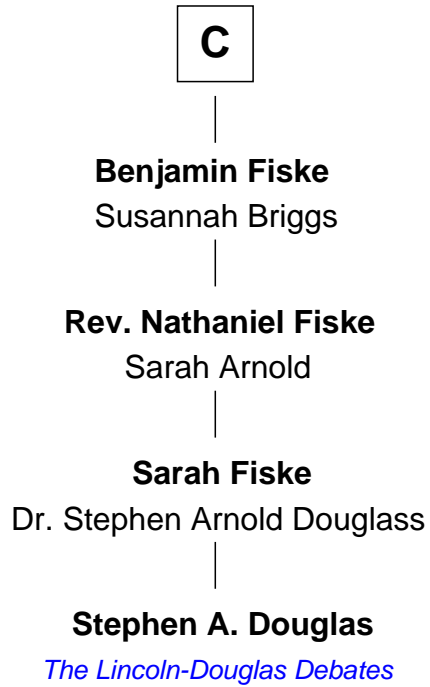 C
Benjamin Fiske
Susannah Briggs
Rev. Nathaniel Fiske
Sarah Arnold
Sarah Fiske
Dr. Stephen Arnold Douglass
Stephen A. Douglas
The Lincoln-Douglas Debates